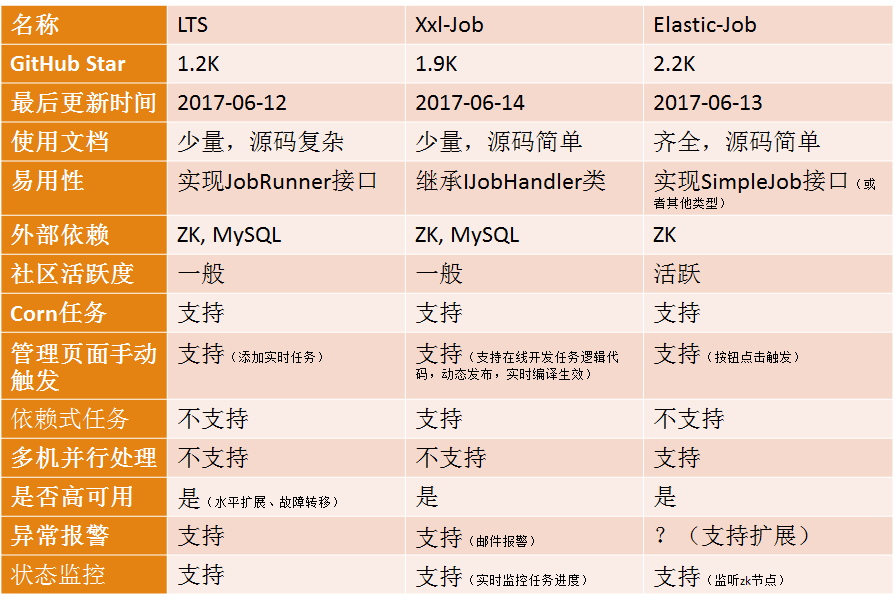 名称 LTS Xxl-Job Elastic-Job
GitHub Star 1.2K 1.9K 2.2K
最后更新时间 2017-06-12 2017-06-14 2017-06-13
使用文档 少量，源码复杂 少量，源码简单 齐全，源码简单
易用性 实现JobRunner接口 继承IJobHandler类 实现SimpleJob接口（或
者其他类型）
外部依赖 ZK, MySQL ZK, MySQL ZK
社区活跃度 一般 一般 活跃
Corn任务 支持 支持 支持
管理页面手动
触发
支持（添加实时任务）
支持（支持在线开发任务逻辑代
码，动态发布，实时编译生效）
支持（按钮点击触发）
依赖式任务 不支持 支持 不支持
多机并行处理 不支持 不支持 支持
是否高可用 是（水平扩展、故障转移） 是 是
异常报警 支持 支持（邮件报警） ？（支持扩展）
状态监控 支持 支持（实时监控任务进度） 支持（监听zk节点）